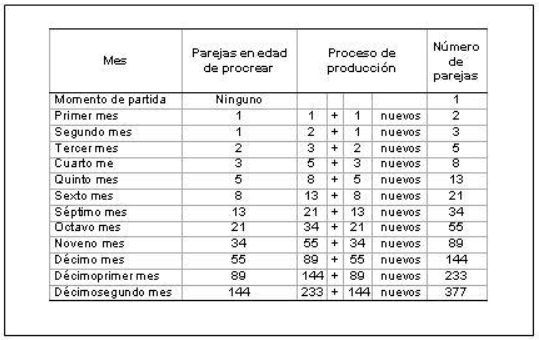 Mes Parejas en edad de procrear Proceso de producción Número de parejas
Momento de partida Ninguno 1
Primer mes 1 1 + 1 nuevos 2
Segundo mes 1 2 + 1 nuevos 3
Tercer mes 2 3 + 2 nuevos 5
Cuarto me 3 5 + 3 nuevos 8
Quinto mes 5 8 + 5 nuevos 13
Sexto mes 8 13 + 8 nuevos 21
Séptimo mes 13 21 + 13 nuevos 34
Octavo mes 21 34 + 21 nuevos 55
Noveno mes 34 55 + 34 nuevos 89
Décimo mes 55 89 + 55 nuevos 144
Décimoprimer mes 89 144 + 89 nuevos 233
Décimosegundo mes 144 233 + 144 nuevos 377